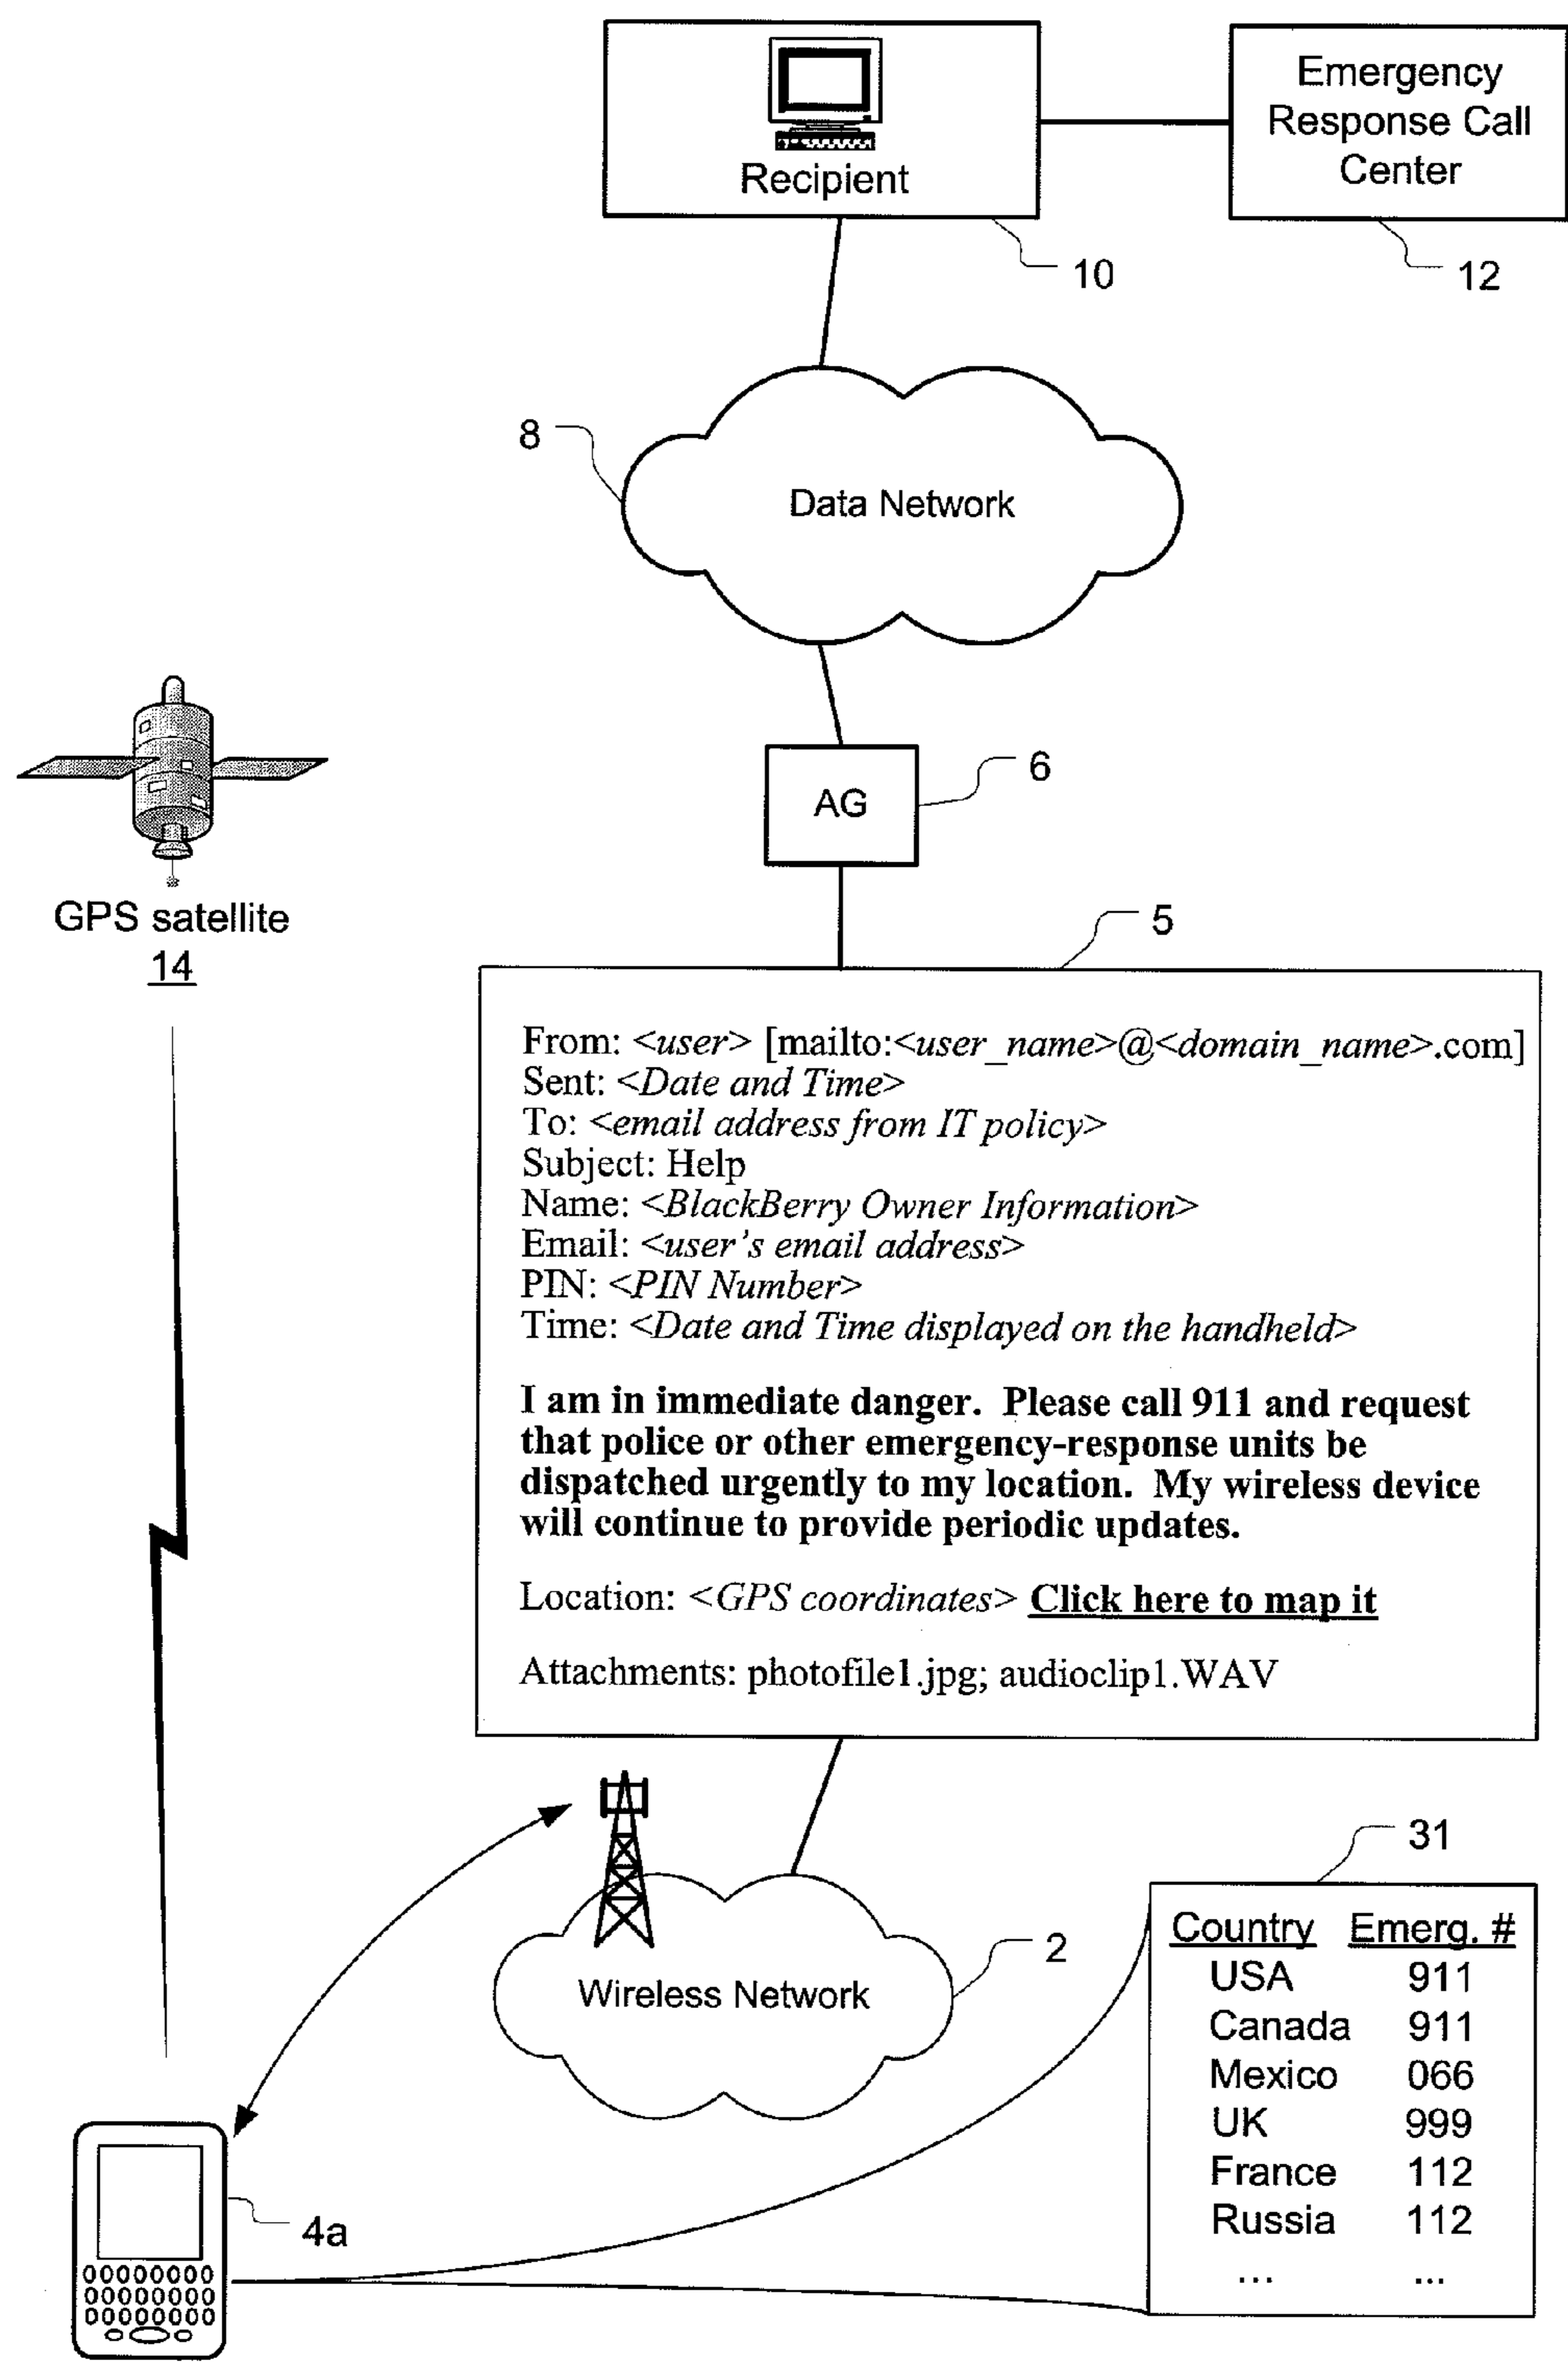 Recipient
Emergency
Response Call
Center
10
12
8
Data Network
6
AG
GPS satellite
14
5
From: <user> [mailto:<user_name>@<domain_name>.com]
Sent: <Date and Time>
To: <email address from IT policy>
Subject: Help
Name: <BlackBerry Owner Information>
Email: <user's email address>
PIN: <PIN Number>
Time: <Date and Time displayed on the handheld>
I am in immediate danger. Please call 911 and request
that police or other emergency-response units be
dispatched urgently to my location. My wireless device
will continue to provide periodic updates.
Location: <GPS coordinates> Click here to map it
Attachments: photofile1.jpg; audioclip1.WAV
31
2
Wireless Network
Country Emerg. #
USA 911
Canada 911
Mexico 066
UK 999
France 112
Russia 112
... ...
4a